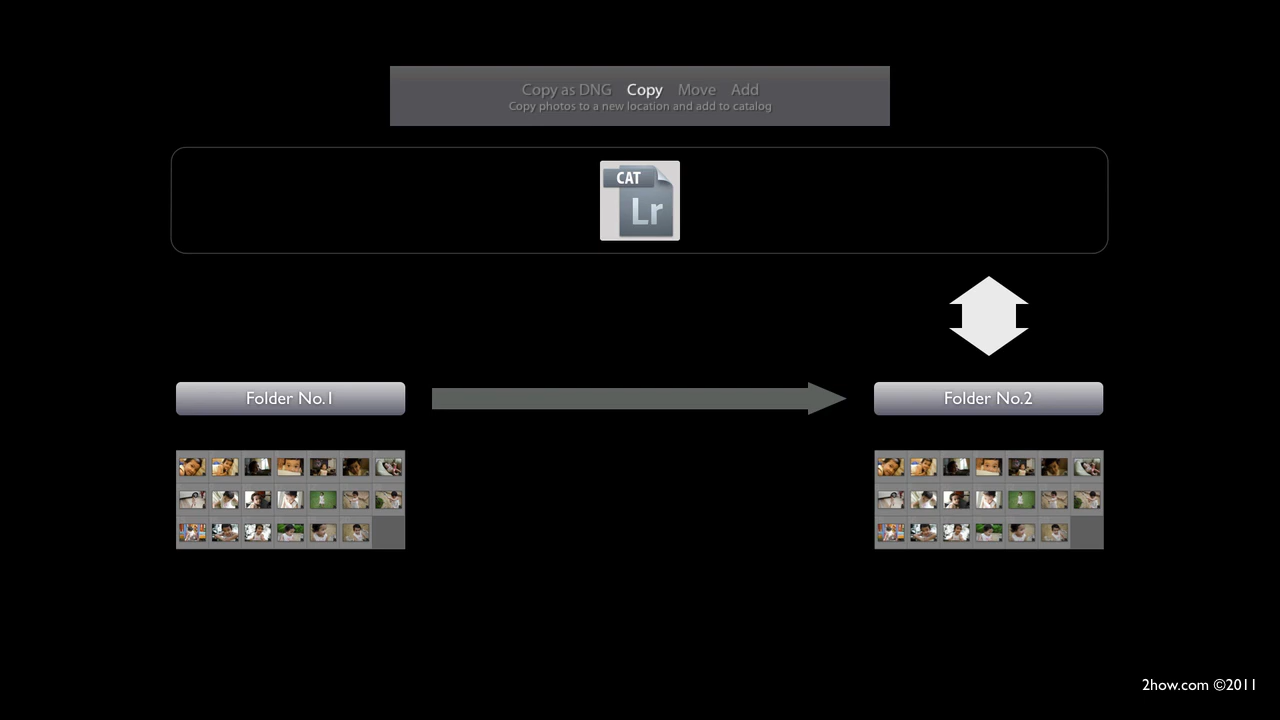 Copy as DNG Copy Move Add
Copy photos to a new location and add to catalog
CAT
Lr
Folder No.1
Folder No.2
2how.com ©2011